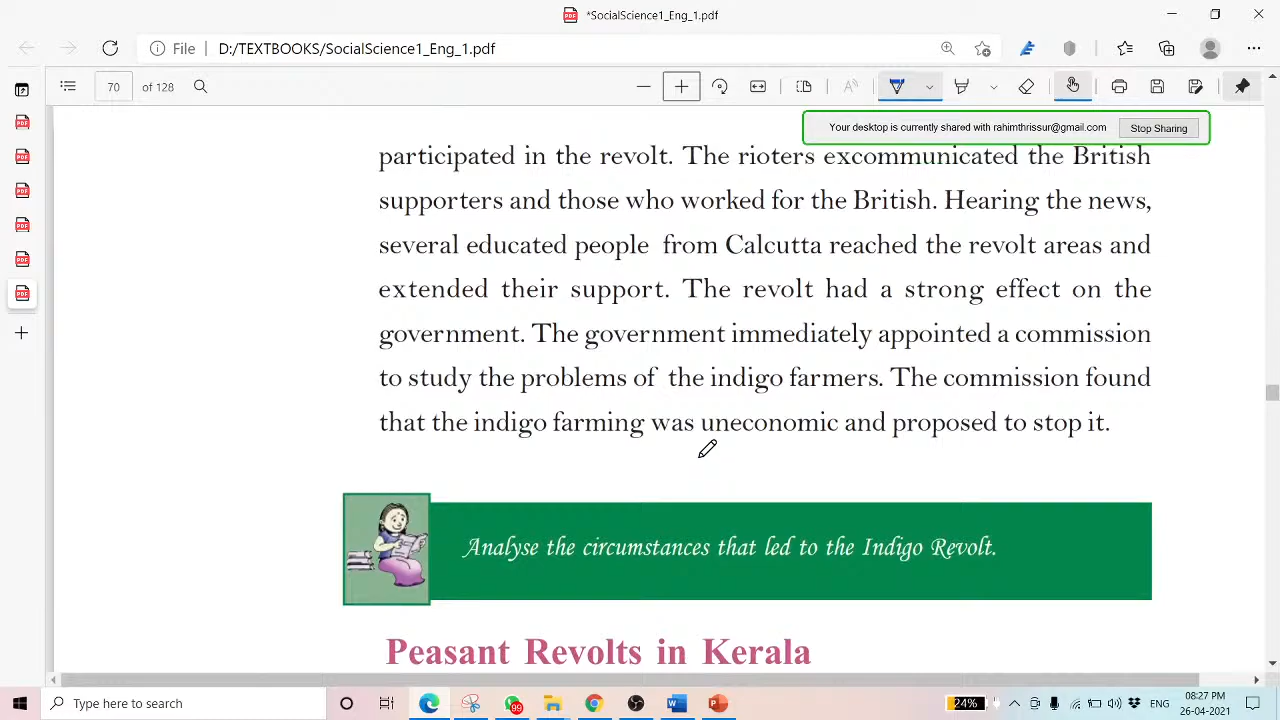 *SocialScience1_Eng_1.pdf
File | D:/TEXTBOOKS/SocialScience1_Eng_1.pdf
70 of 128
Your desktop is currently shared with rahimthrissur@gmail.com Stop Sharing
participated in the revolt. The rioters excommunicated the British
supporters and those who worked for the British. Hearing the news,
several educated people from Calcutta reached the revolt areas and
extended their support. The revolt had a strong effect on the
government. The government immediately appointed a commission
to study the problems of the indigo farmers. The commission found
that the indigo farming was uneconomic and proposed to stop it.
Analyse the circumstances that led to the Indigo Revolt.
Peasant Revolts in Kerala
Type here to search
99
24%
ENG
08:27 PM
26-04-2021